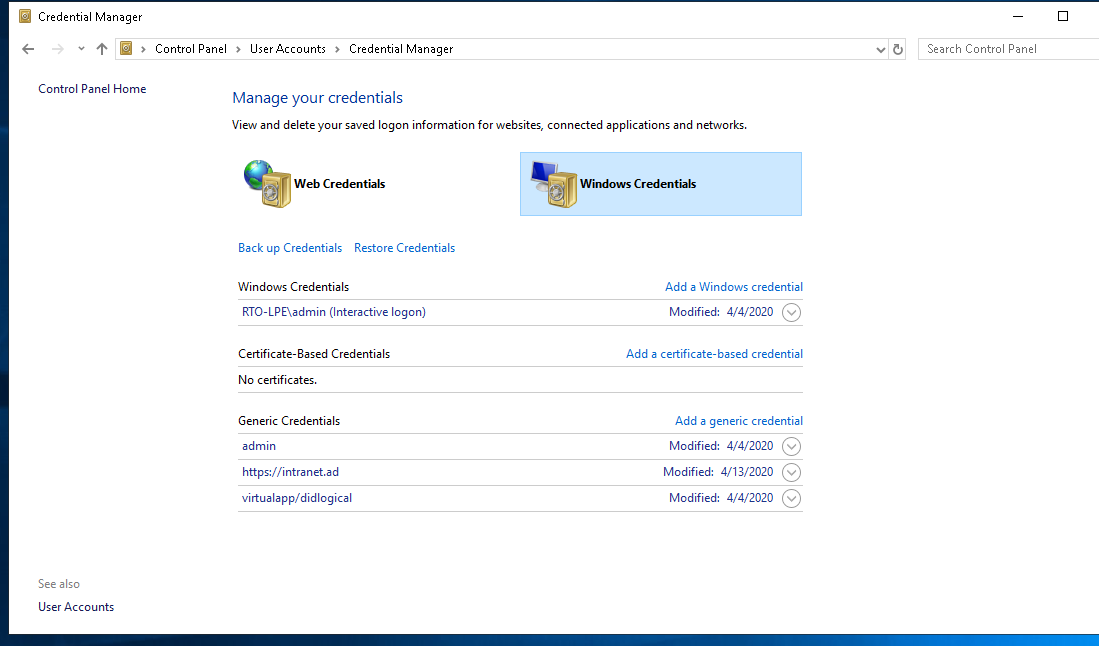 Credential Manager
Control Panel > User Accounts > Credential Manager
Search Control Panel
Control Panel Home
Manage your credentials
View and delete your saved logon information for websites, connected applications and networks.
Web Credentials
Windows Credentials
Back up Credentials Restore Credentials
Windows Credentials Add a Windows credential
RTO-LPE\admin (Interactive logon) Modified: 4/4/2020
Certificate-Based Credentials Add a certificate-based credential
No certificates.
Generic Credentials Add a generic credential
admin Modified: 4/4/2020
https://intranet.ad Modified: 4/13/2020
virtualapp/didlogical Modified: 4/4/2020
See also
User Accounts